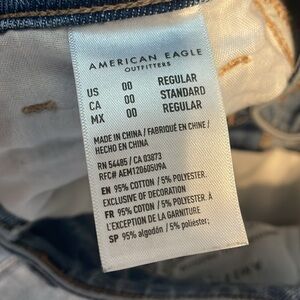 AMERICAN EAGLE
OUTFITTERS
US 00 REGULAR
CA 00 STANDARD
MX 00 REGULAR
MADE IN CHINA / FABRIQUÉ EN CHINE /
HECHO EN CHINA
RN 54485 / CA 03873
RFC# AEM120605U9A
EN 95% COTTON / 5% POLYESTER.
EXCLUSIVE OF DECORATION
FR 95% COTON / 5% POLYESTER. À
L'EXCEPTION DE LA GARNITURE
SP 95% algodón / 5% poliéster;